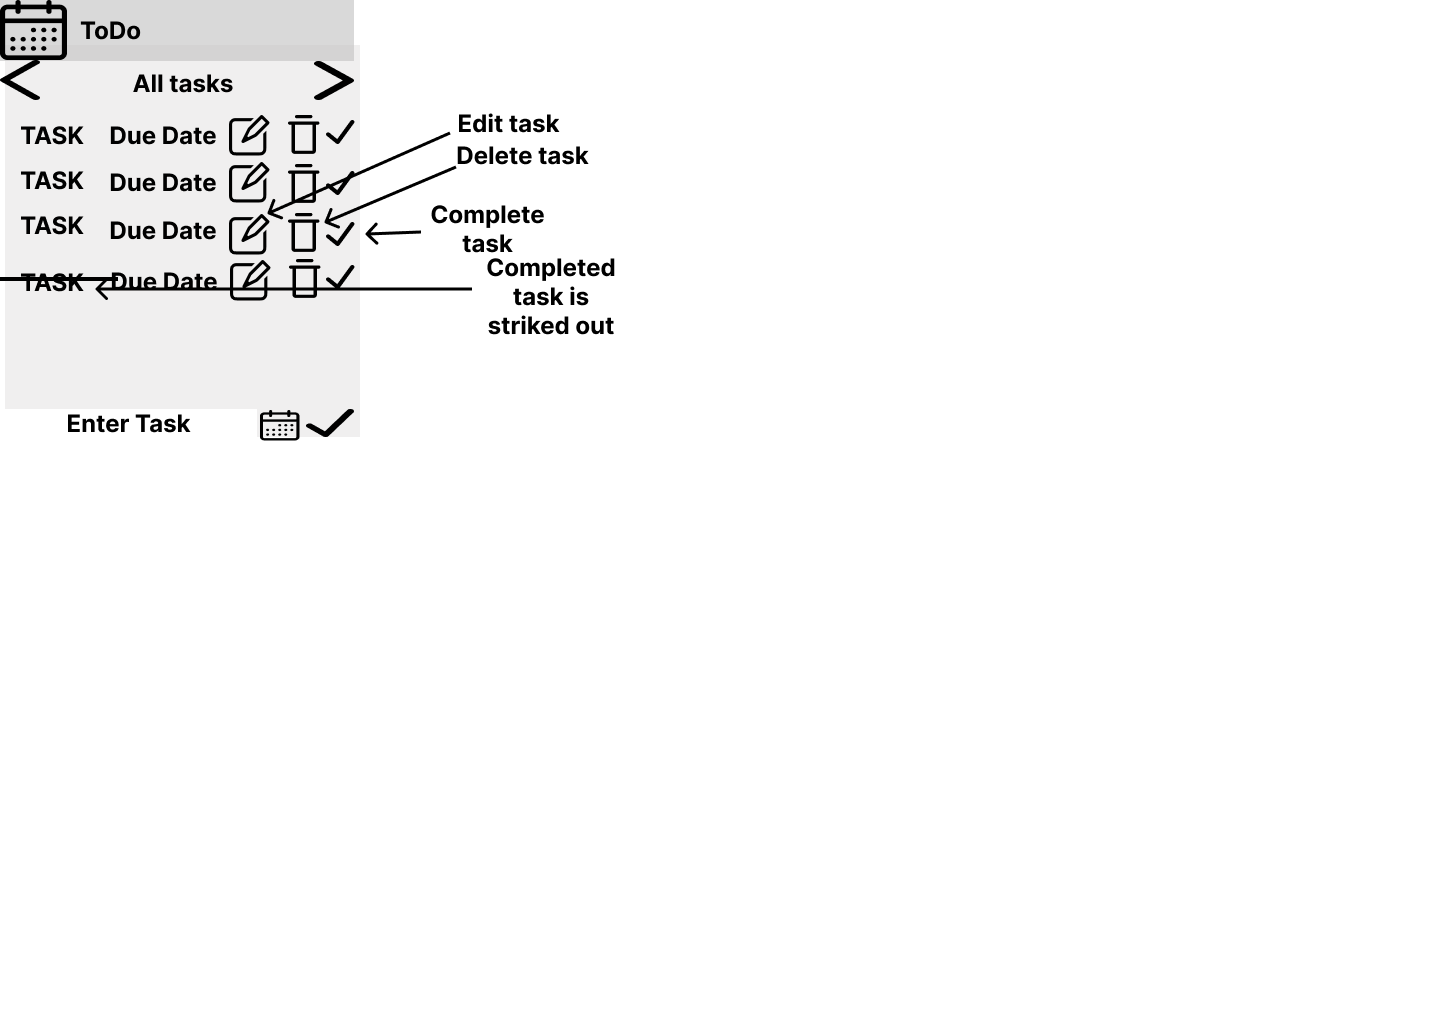 ToDo
All tasks
TASK Due Date
Edit task
Delete task
TASK Due Date
TASK Due Date
Complete
task
TASK Due Date
Completed
task is
striked out
Enter Task